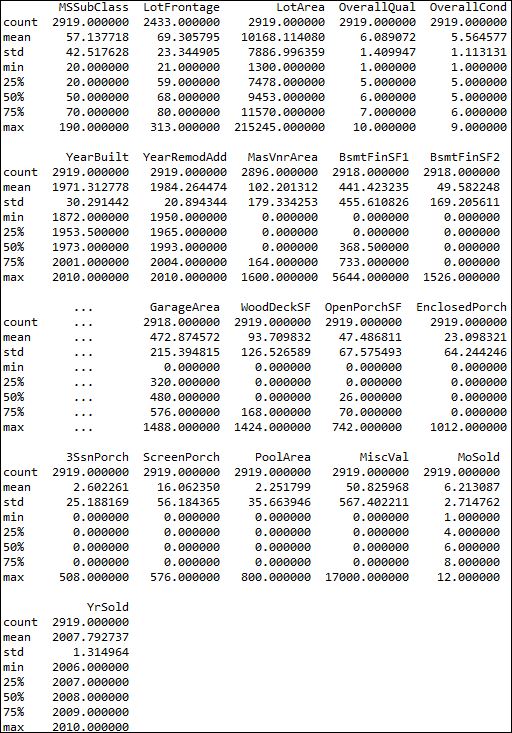 MSSubClass LotFrontage LotArea OverallQual OverallCond
count 2919.000000 2433.000000 2919.000000 2919.000000 2919.000000
mean 57.137718 69.305795 10168.114080 6.089072 5.564577
std 42.517628 23.344905 7886.996359 1.409947 1.113131
min 20.000000 21.000000 1300.000000 1.000000 1.000000
25% 20.000000 59.000000 7478.000000 5.000000 5.000000
50% 50.000000 68.000000 9453.000000 6.000000 5.000000
75% 70.000000 80.000000 11570.000000 7.000000 6.000000
max 190.000000 313.000000 215245.000000 10.000000 9.000000
YearBuilt YearRemodAdd MasVnrArea BsmtFinSF1 BsmtFinSF2
count 2919.000000 2919.000000 2896.000000 2918.000000 2918.000000
mean 1971.312778 1984.264474 102.201312 441.423235 49.582248
std 30.291442 20.894344 179.334253 455.610826 169.205611
min 1872.000000 1950.000000 0.000000 0.000000 0.000000
25% 1953.500000 1965.000000 0.000000 0.000000 0.000000
50% 1973.000000 1993.000000 0.000000 368.500000 0.000000
75% 2001.000000 2004.000000 164.000000 733.000000 0.000000
max 2010.000000 2010.000000 1600.000000 5644.000000 1526.000000
... GarageArea WoodDeckSF OpenPorchSF EnclosedPorch
count ... 2918.000000 2919.000000 2919.000000 2919.000000
mean ... 472.874572 93.709832 47.486811 23.098321
std ... 215.394815 126.526589 67.575493 64.244246
min ... 0.000000 0.000000 0.000000 0.000000
25% ... 320.000000 0.000000 0.000000 0.000000
50% ... 480.000000 0.000000 26.000000 0.000000
75% ... 576.000000 168.000000 70.000000 0.000000
max ... 1488.000000 1424.000000 742.000000 1012.000000
3SsnPorch ScreenPorch PoolArea MiscVal MoSold
count 2919.000000 2919.000000 2919.000000 2919.000000 2919.000000
mean 2.602261 16.062350 2.251799 50.825968 6.213087
std 25.188169 56.184365 35.663946 567.402211 2.714762
min 0.000000 0.000000 0.000000 0.000000 1.000000
25% 0.000000 0.000000 0.000000 0.000000 4.000000
50% 0.000000 0.000000 0.000000 0.000000 6.000000
75% 0.000000 0.000000 0.000000 0.000000 8.000000
max 508.000000 576.000000 800.000000 17000.000000 12.000000
YrSold
count 2919.000000
mean 2007.792737
std 1.314964
min 2006.000000
25% 2007.000000
50% 2008.000000
75% 2009.000000
max 2010.000000